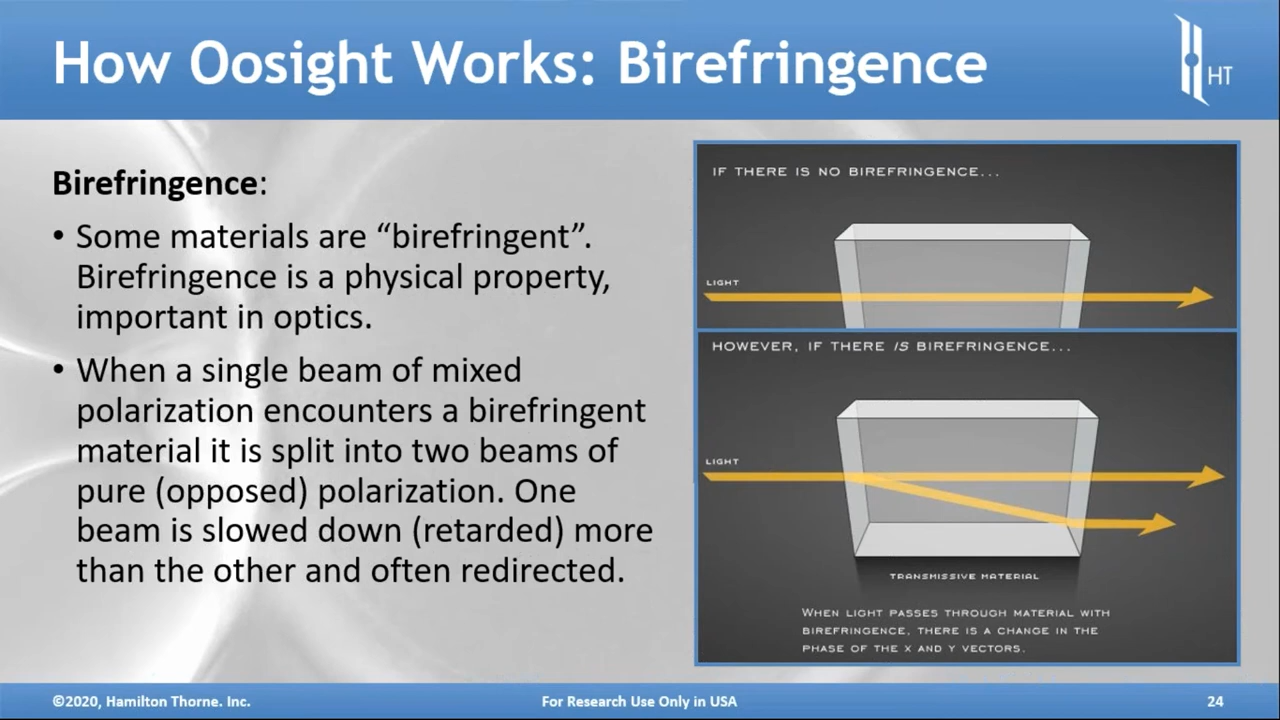 How Oosight Works: Birefringence
HT
Birefringence:
• Some materials are “birefringent”.
Birefringence is a physical property,
important in optics.
• When a single beam of mixed
polarization encounters a birefringent
material it is split into two beams of
pure (opposed) polarization. One
beam is slowed down (retarded) more
than the other and often redirected.
IF THERE IS NO BIREFRINGENCE...
LIGHT
HOWEVER, IF THERE IS BIREFRINGENCE...
LIGHT
TRANSMISSIVE MATERIAL
WHEN LIGHT PASSES THROUGH MATERIAL WITH
BIREFRINGENCE, THERE IS A CHANGE IN THE
PHASE OF THE X AND Y VECTORS.
©2020, Hamilton Thorne. Inc.
For Research Use Only in USA
24